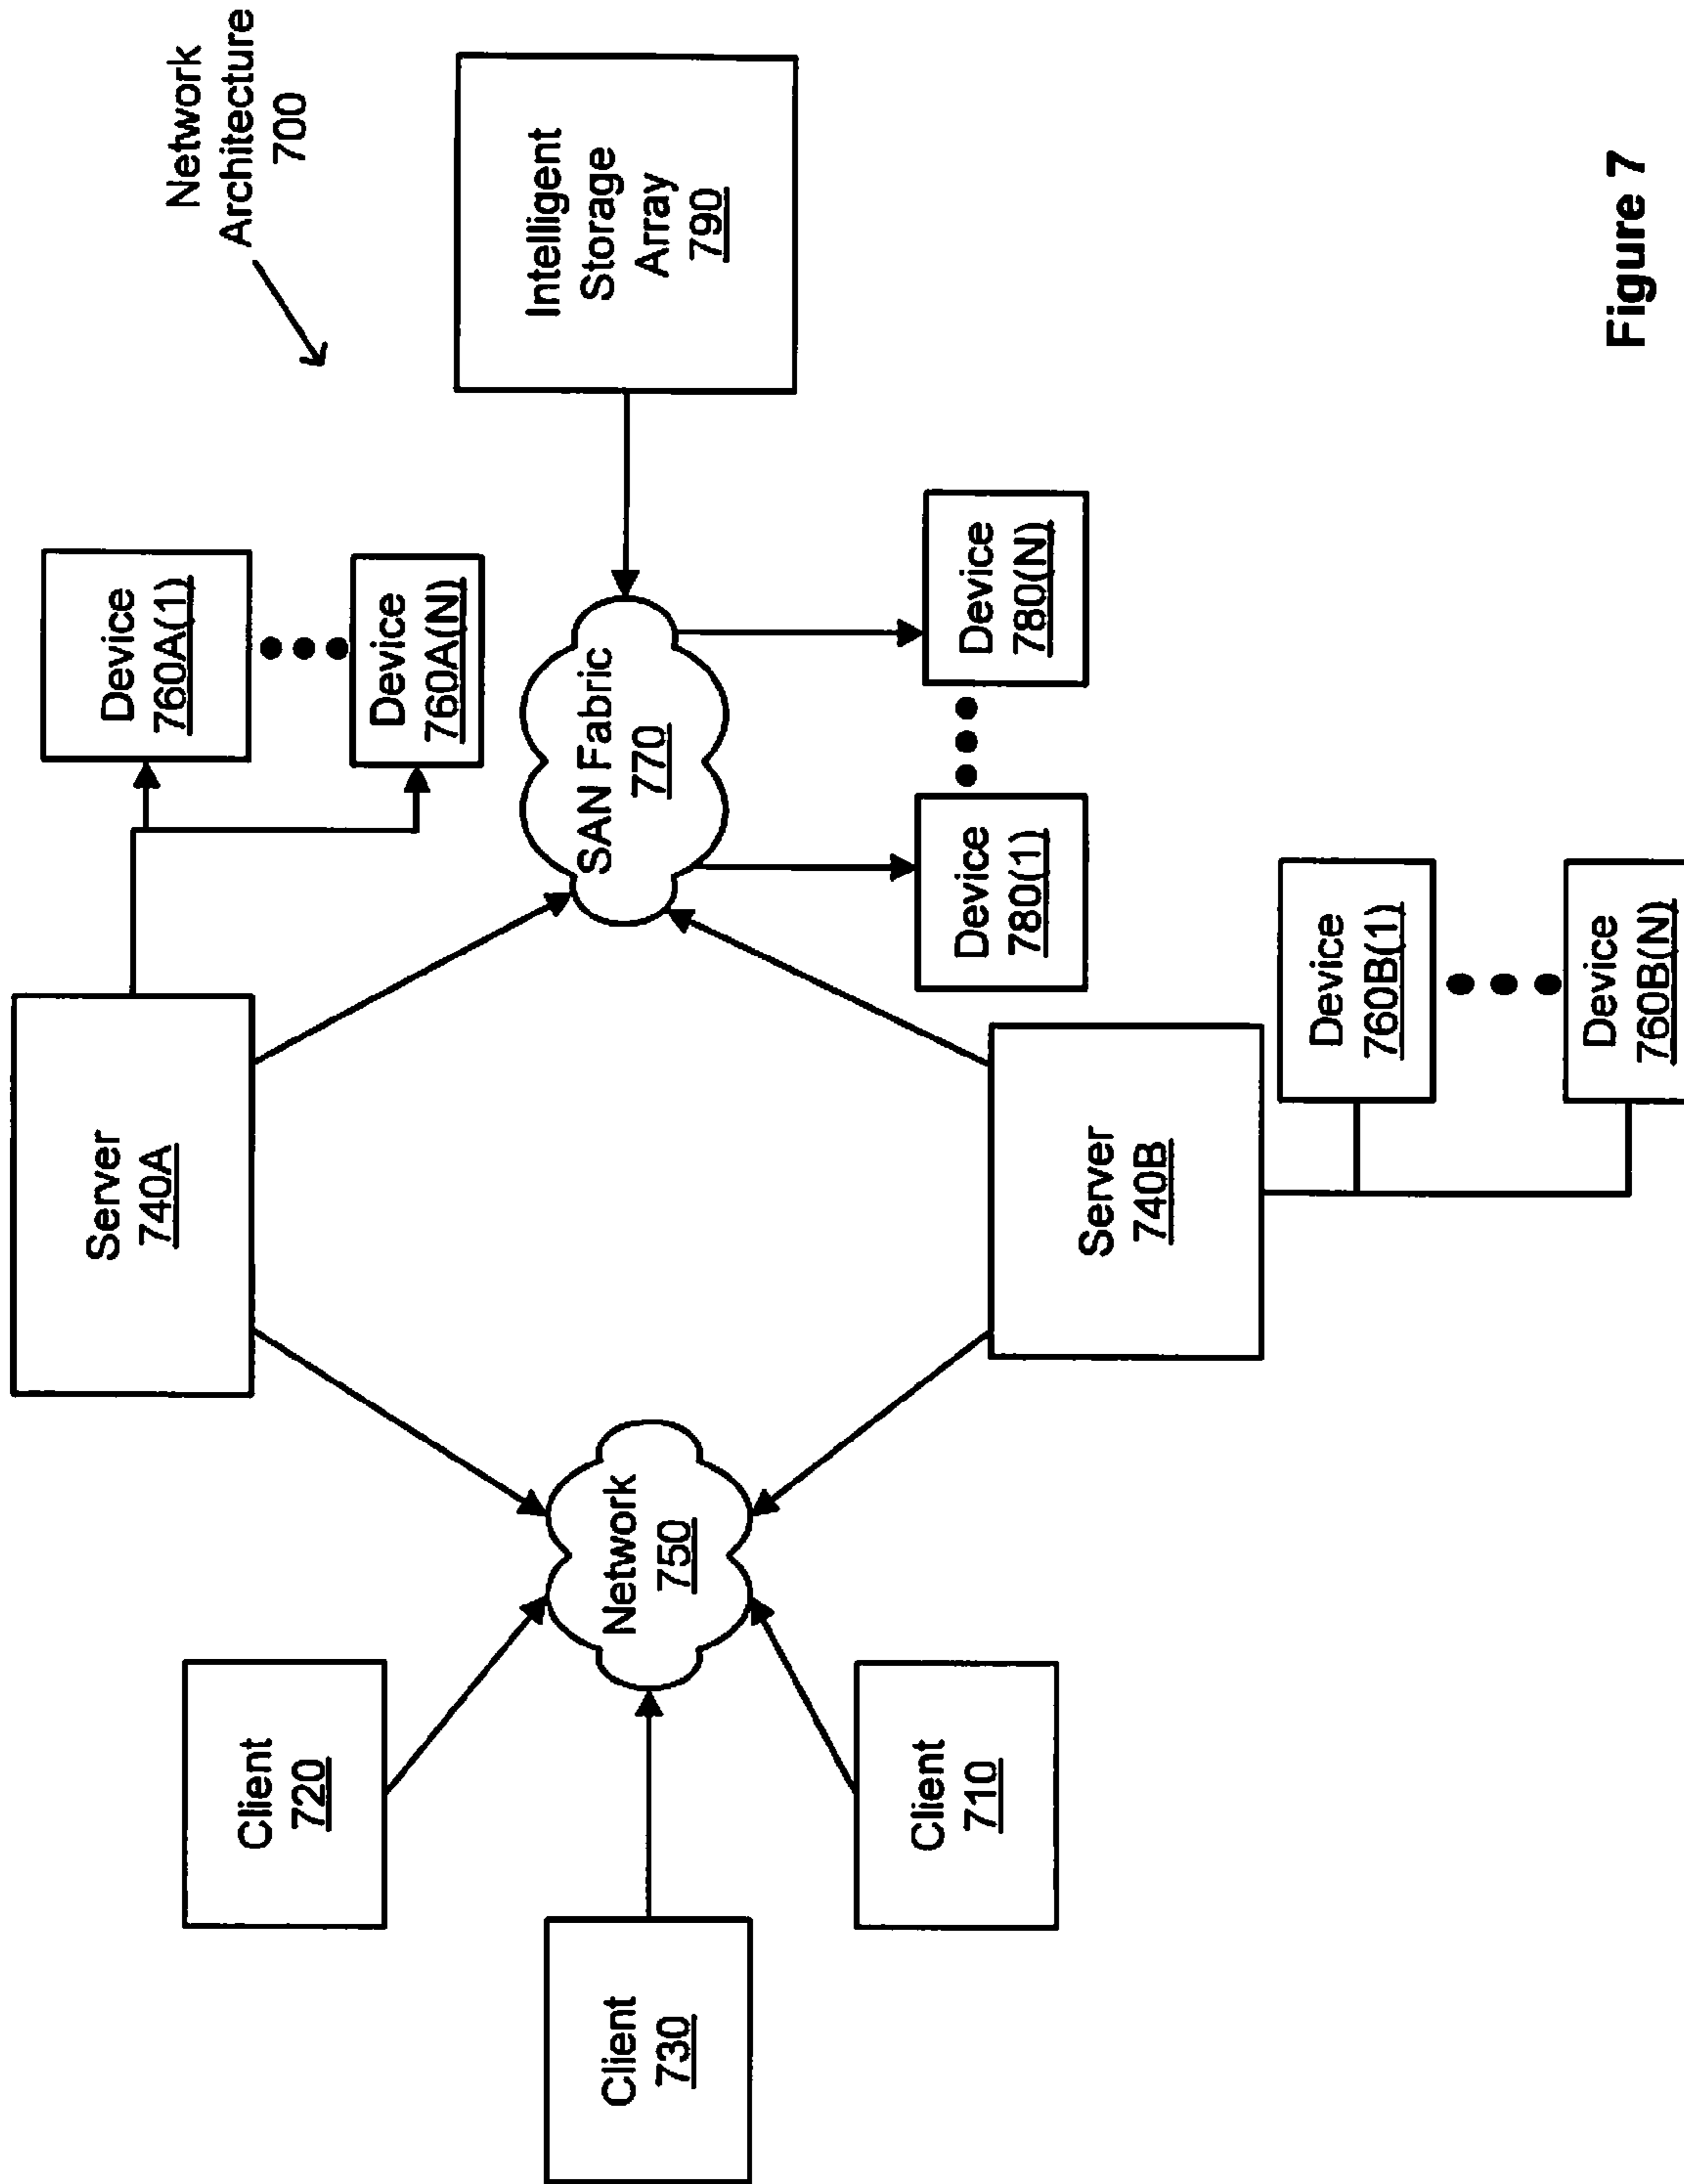 Network
Architecture
700
Device
760A(1)
Device
760A(N)
Server
740A
Client
720
Intelligent
Storage
Array
790
SAN Fabric
770
Network
750
Client
730
Device
780(1)
Device
780(N)
Client
710
Server
740B
Device
760B(1)
Device
760B(N)
Figure 7